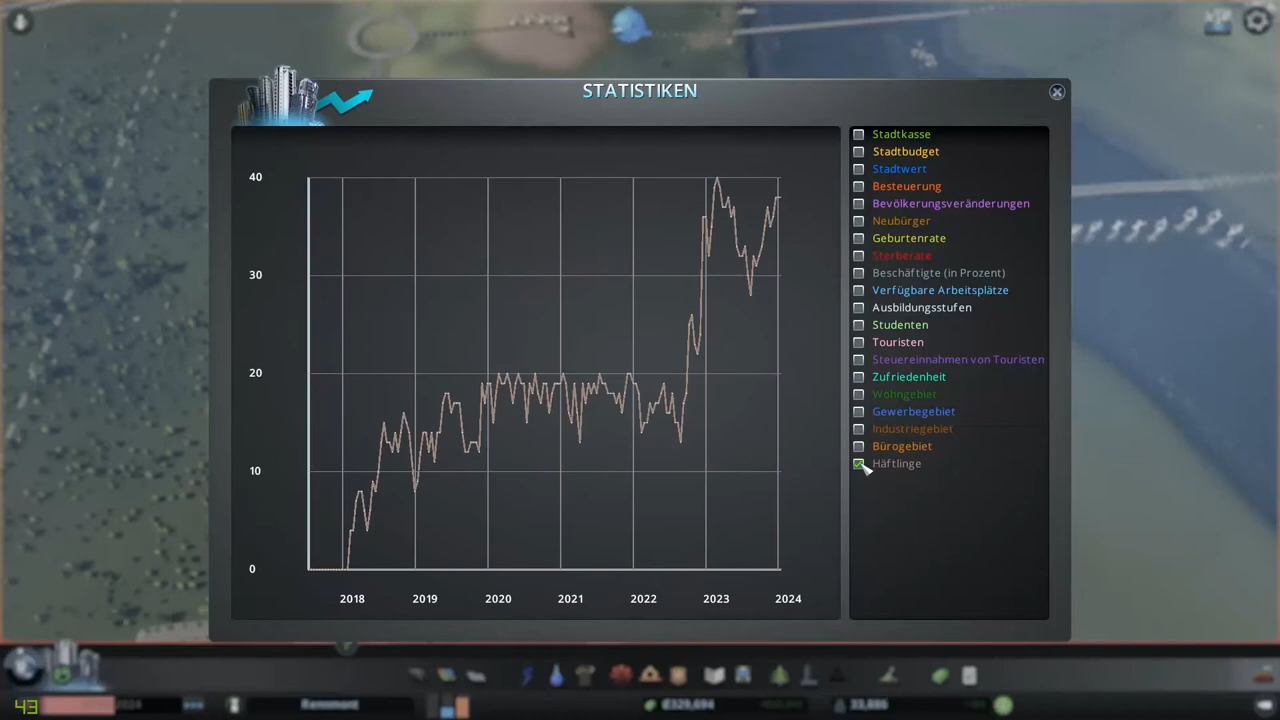 STATISTIKEN
40
30
20
10
0
2018 2019 2020 2021 2022 2023 2024
Stadtkasse
Stadtbudget
Stadtwert
Besteuerung
Bevölkerungsveränderungen
Neubürger
Geburtenrate
Sterberate
Beschäftigte (in Prozent)
Verfügbare Arbeitsplätze
Ausbildungsstufen
Studenten
Touristen
Steuereinnahmen von Touristen
Zufriedenheit
Wohngebiet
Gewerbegebiet
Industriegebiet
Bürogebiet
Häftlinge
43